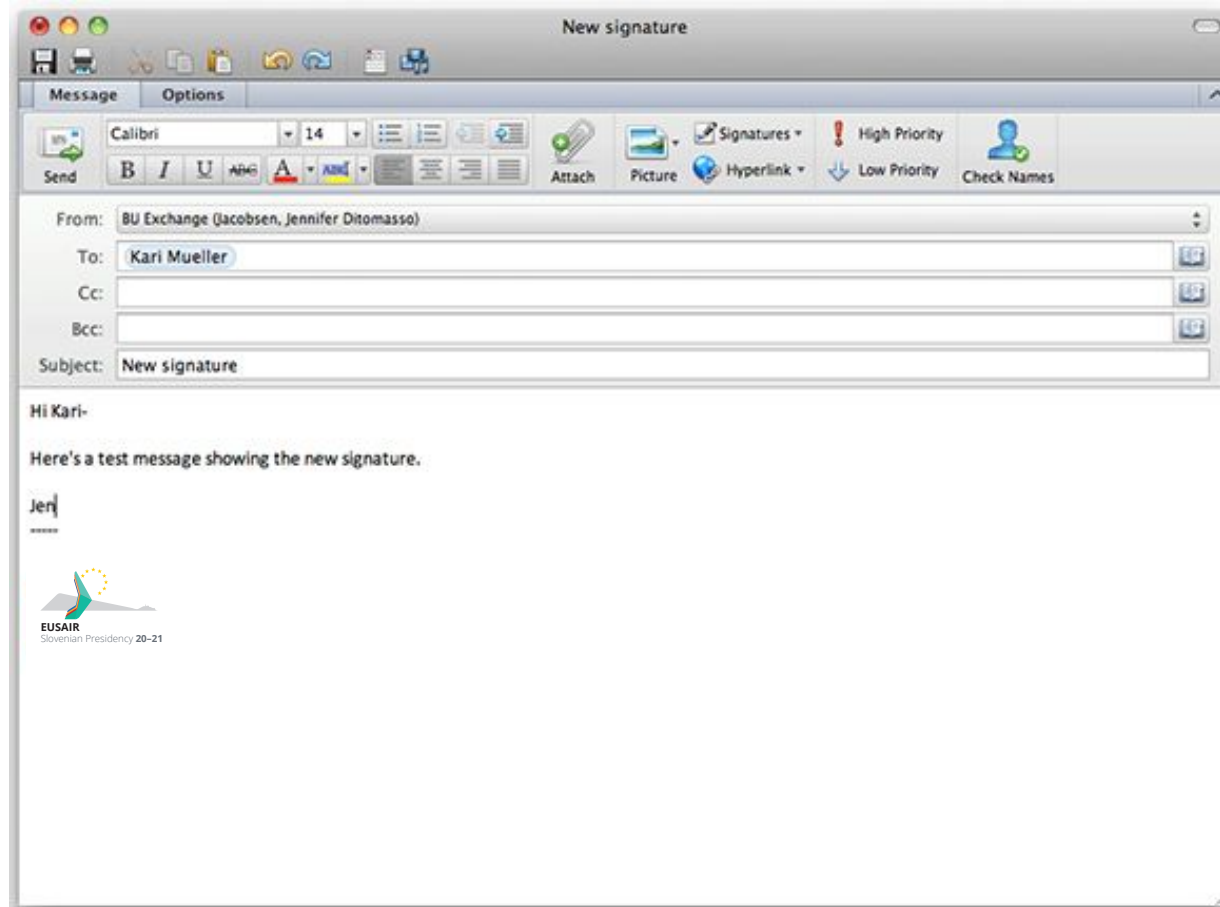 New signature
Message Options
Calibri 14
B I U ABC A
Send
Attach
Picture
Signatures
Hyperlink
High Priority
Low Priority
Check Names
From: BU Exchange (Jacobsen, Jennifer Ditomasso)
To: Kari Mueller
Cc:
Bcc:
Subject: New signature
Hi Kari-
Here's a test message showing the new signature.
Jen
-----
EUSAIR
Slovenian Presidency 20–21